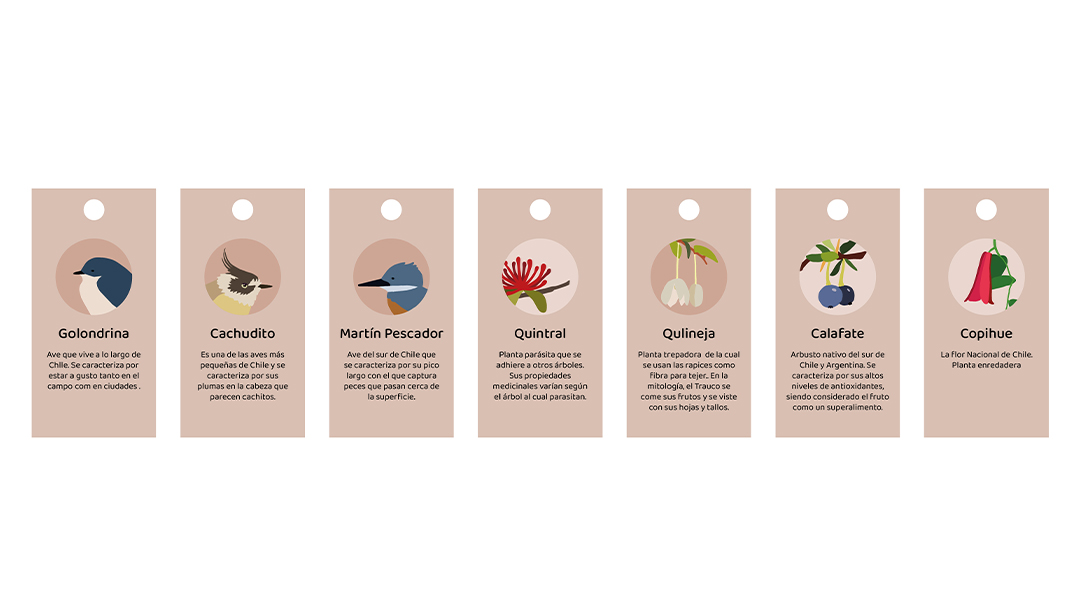 Golondrina
Ave que vive a lo largo de
Chlle. Se caracteriza por
estar a gusto tanto en el
campo com en ciudades .
Cachudito
Es una de las aves más
pequeñas de Chile y se
caracteriza por sus
plumas en la cabeza que
parecen cachitos.
Martín Pescador
Ave del sur de Chile que
se caracteriza por su pico
largo con el que captura
peces que pasan cerca de
la superficie.
Quintral
Planta parásita que se
adhiere a otros árboles.
Sus propiedades
medicinales varían según
el árbol al cual parasitan.
Qulineja
Planta trepadora de la cual
se usan las rapices como
fibra para tejer.. En la
mitología, el Trauco se
come sus frutos y se viste
con sus hojas y tallos.
Calafate
Arbusto nativo del sur de
Chile y Argentina. Se
caracteriza por sus altos
niveles de antioxidantes,
siendo considerado el fruto
como un superalimento.
Copihue
La flor Nacional de Chile.
Planta enredadera